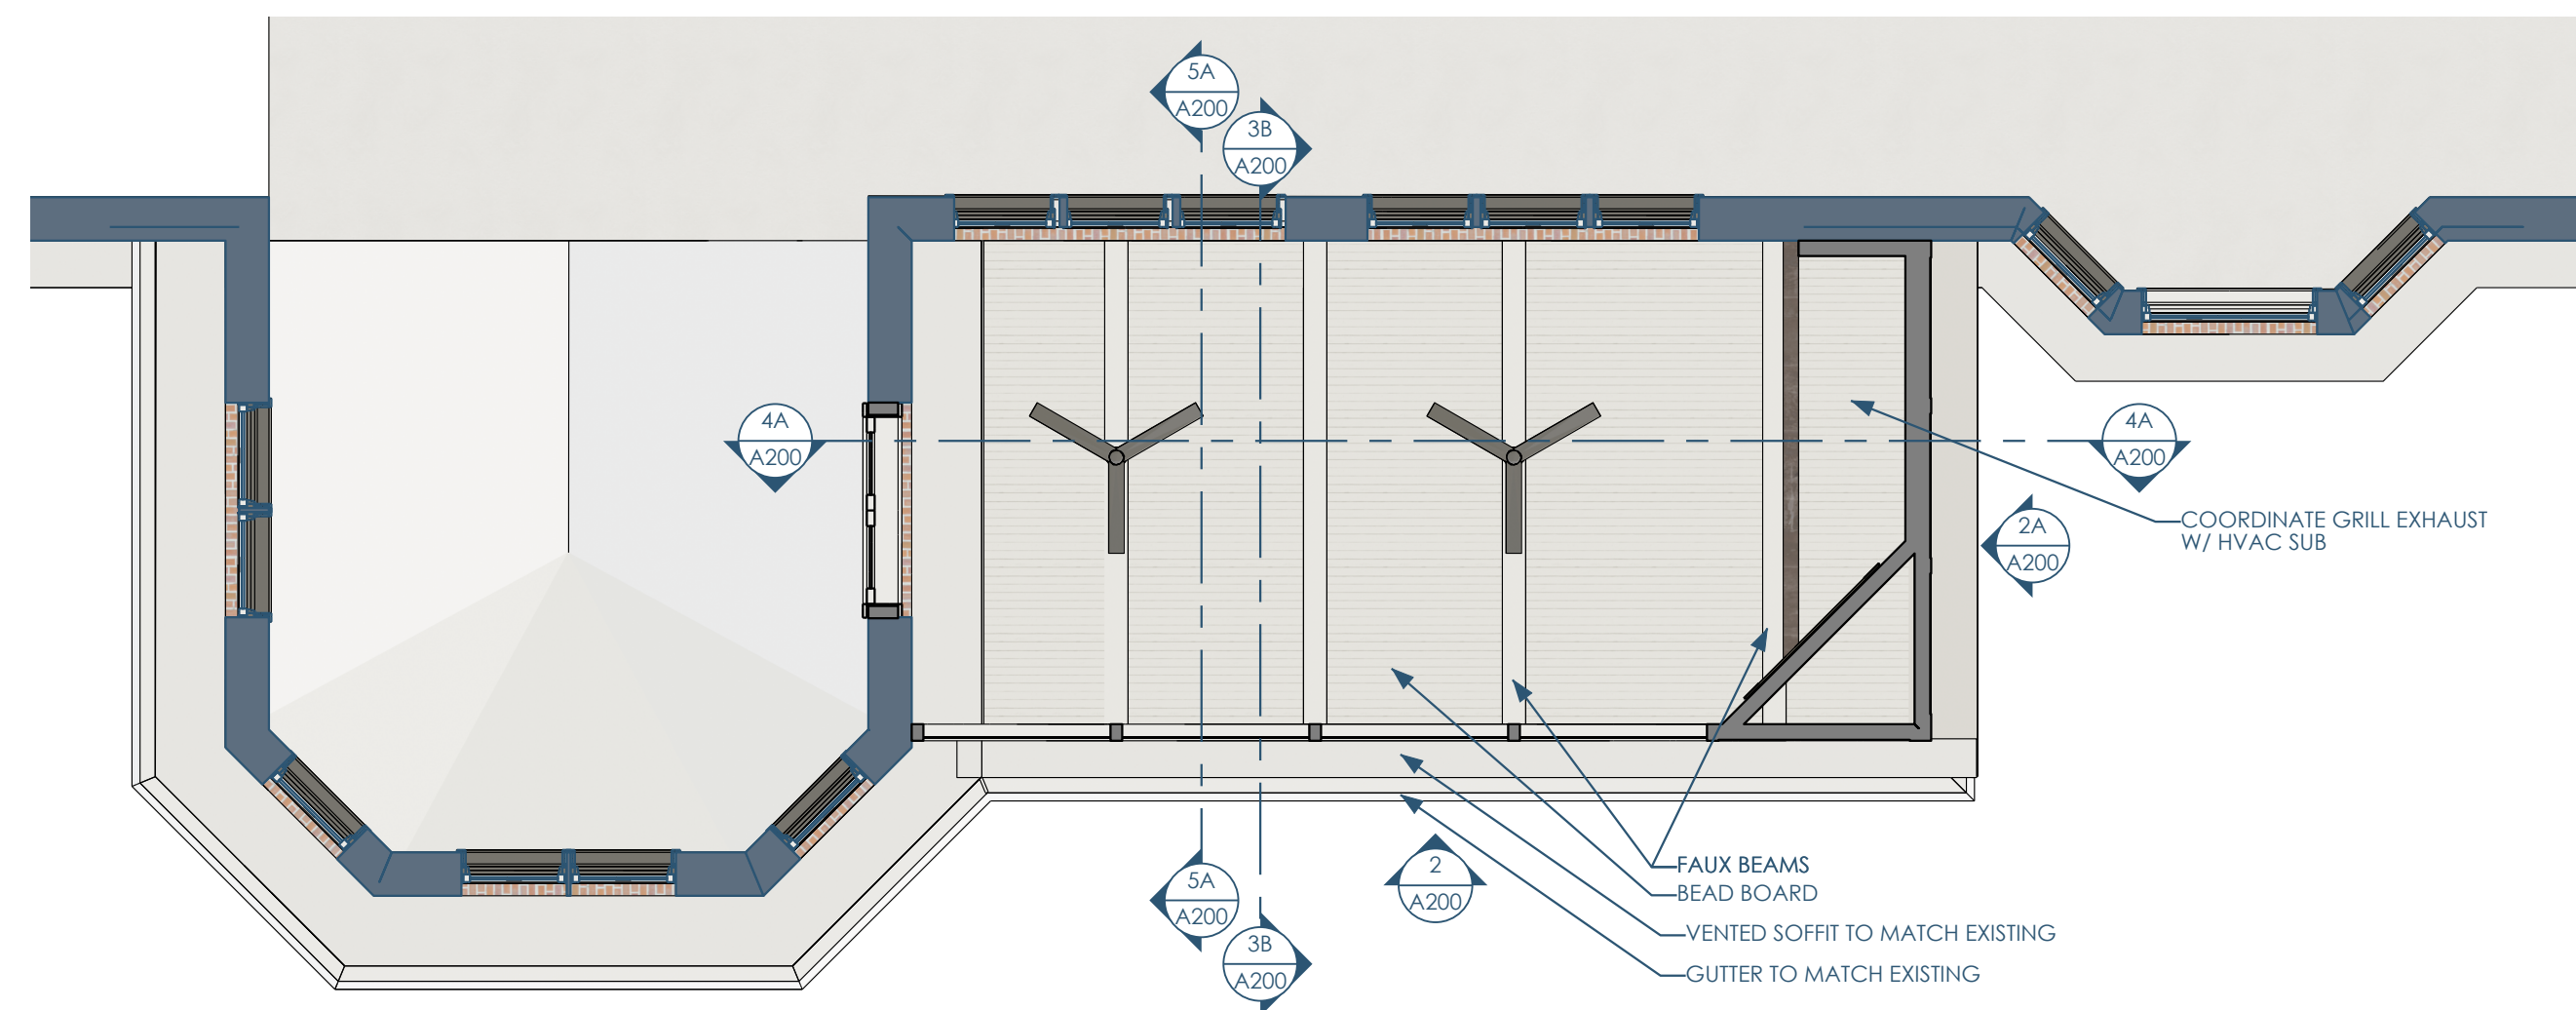 5A
A200
3B
A200
4A
A200
4A
A200
COORDINATE GRILL EXHAUST
W/ HVAC SUB
2A
A200
FAUX BEAMS
BEAD BOARD
VENTED SOFFIT TO MATCH EXISTING
GUTTER TO MATCH EXISTING
2
A200
5A
A200
3B
A200